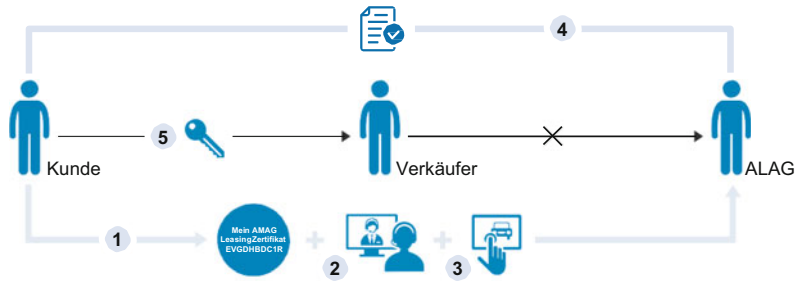 4
5
Kunde
Verkäufer
ALAG
1
Mein AMAG
LeasingZertifikat
EVGDHBDC1R
2
3